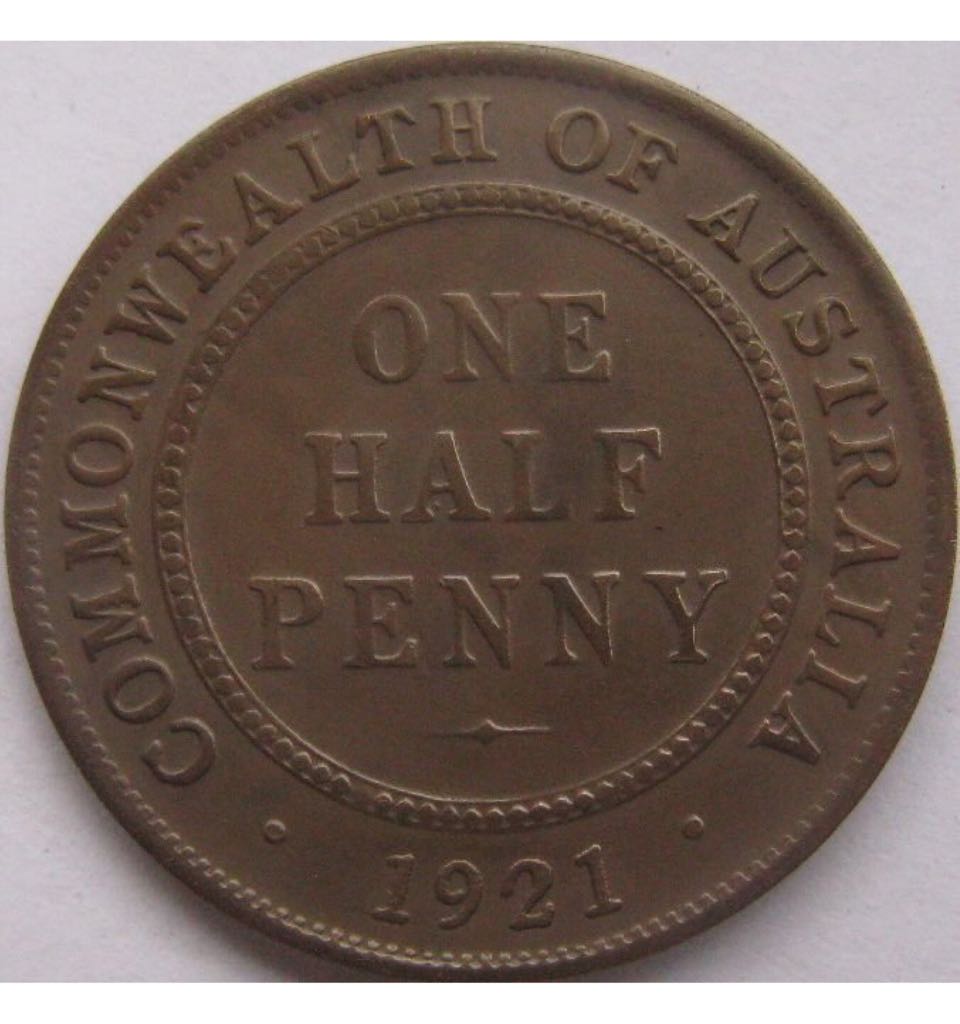 COMMONWEALTH OF AUSTRALIA
ONE
HALF
PENNY
· 1921 ·